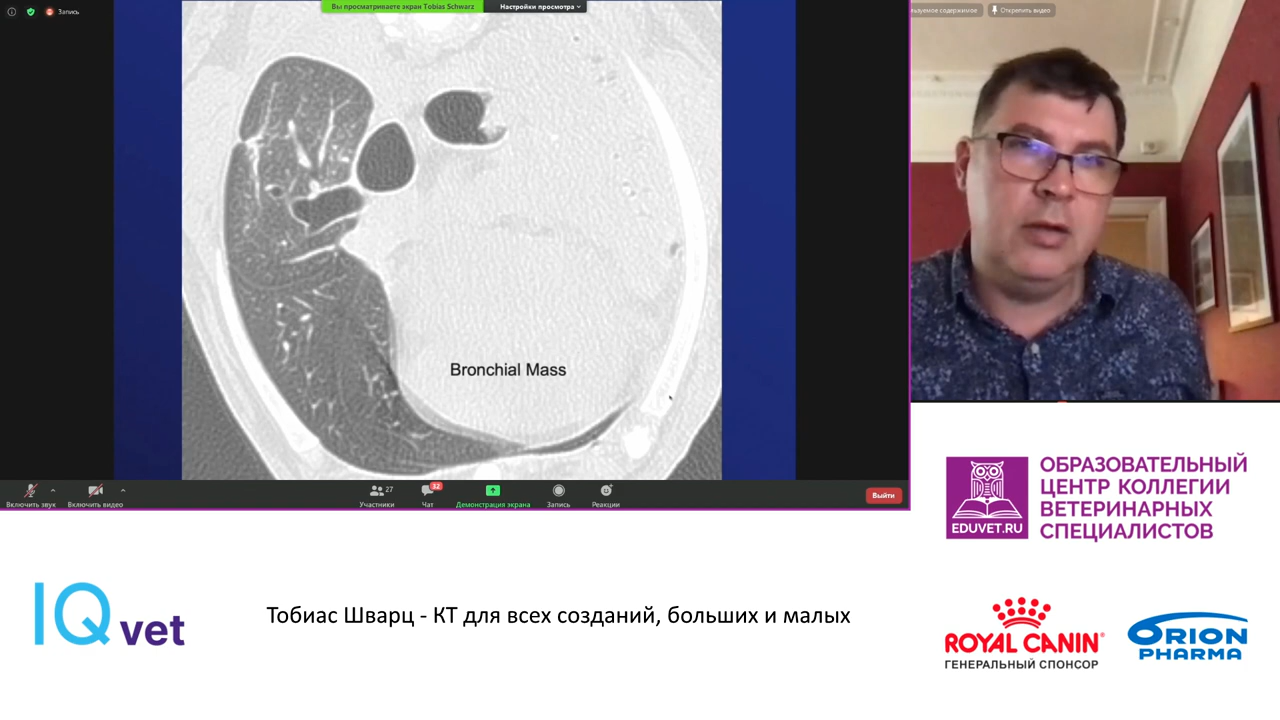 Запись
Вы просматриваете экран Tobias Schwarz
Настройки просмотра
содержимое
Открепить видео
Bronchial Mass
Включить звук
Включить видео
27
Участники
32
Чат
Демонстрация экрана
Запись
Реакции
Выйти
EDUVET.RU
ОБРАЗОВАТЕЛЬНЫЙ
ЦЕНТР КОЛЛЕГИИ
ВЕТЕРИНАРНЫХ
СПЕЦИАЛИСТОВ
IQ vet
Тобиас Шварц - КТ для всех созданий, больших и малых
ROYAL CANIN®
ГЕНЕРАЛЬНЫЙ СПОНСОР
ORION
PHARMA